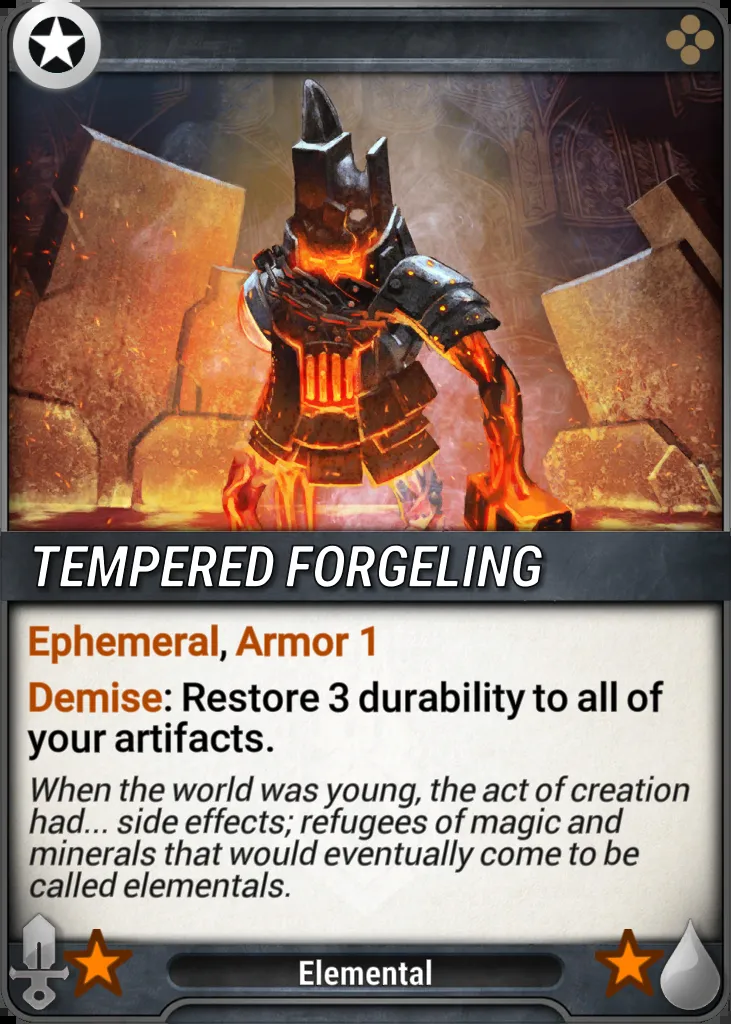 TEMPERED FORGELING
Ephemeral, Armor 1
Demise: Restore 3 durability to all of
your artifacts.
When the world was young, the act of creation
had... side effects; refugees of magic and
minerals that would eventually come to be
called elementals.
Elemental